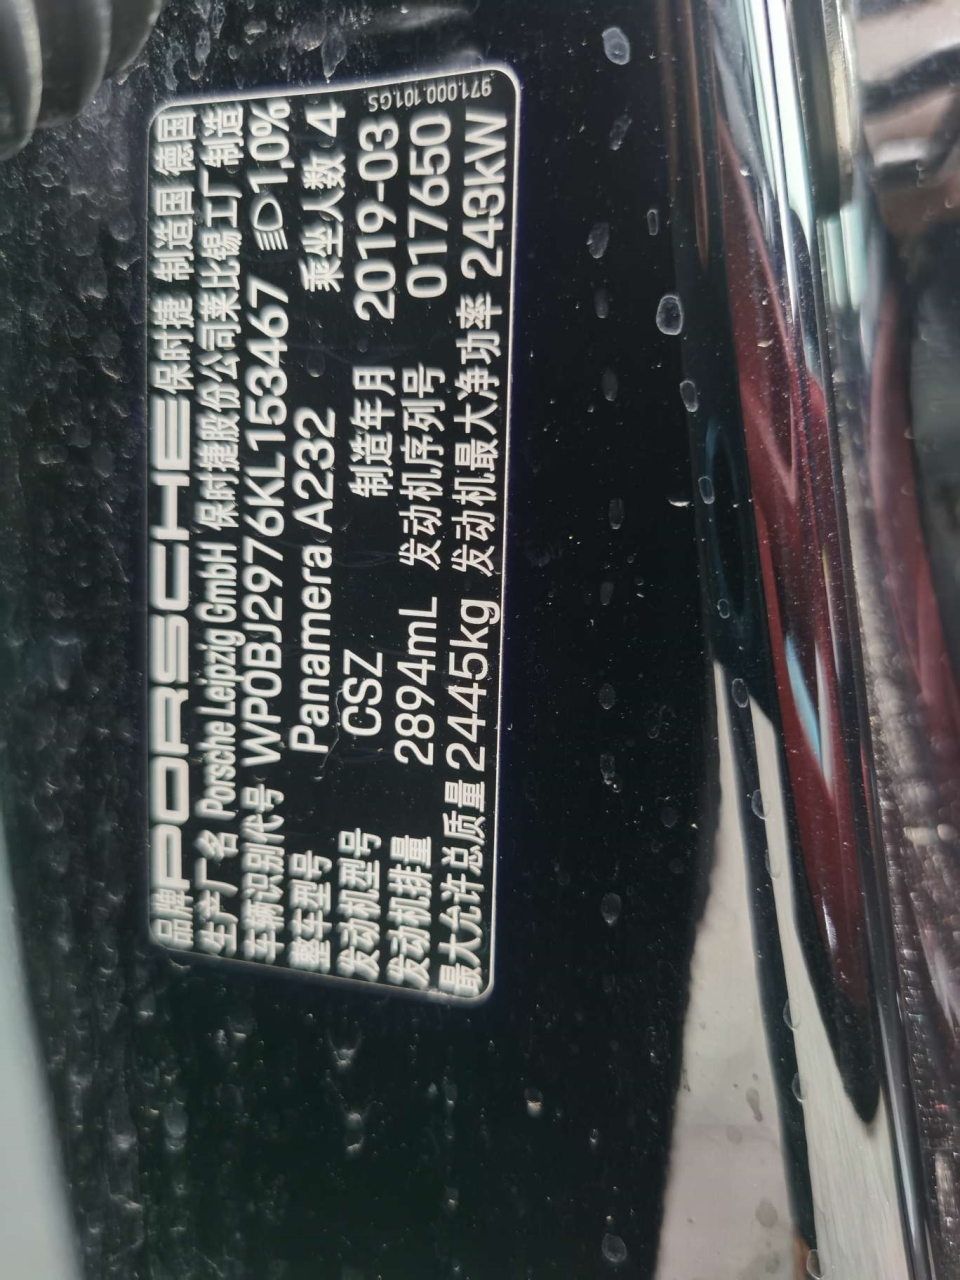 品牌 PORSCHE 保时捷 制造国 德国
生产厂名 Porsche Leipzig GmbH 保时捷股份公司莱比锡工厂制造
车辆识别代号 WP0BJ2976KL153467 1,0%
整车型号 Panamera A232 乘坐人数 4
发动机型号 CSZ 制造年月 2019-03
发动机排量 2894mL 发动机序列号 017650
最大允许总质量 2445kg 发动机最大净功率 243kW
971.000.101.GS